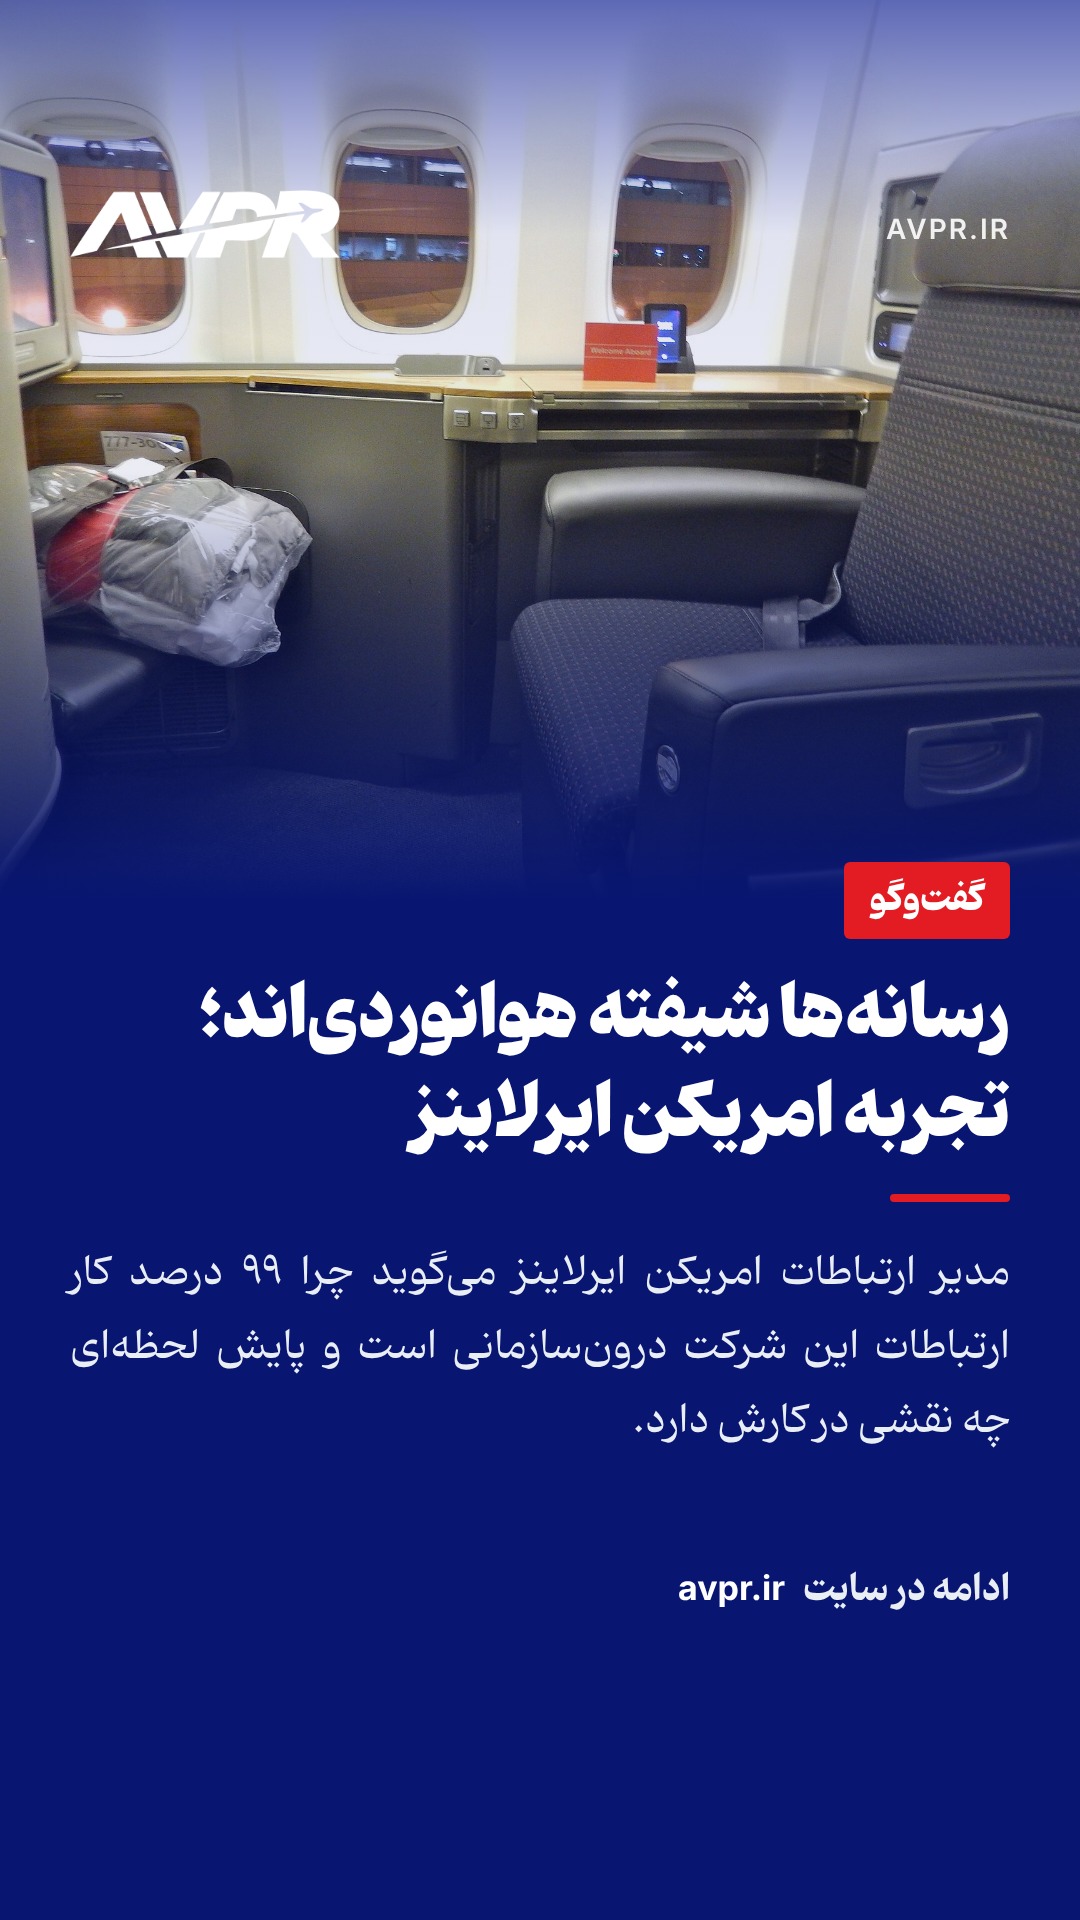 AVPR
AVPR.IR
Welcome Aboard
777-300
گفت‌وگو
رسانه‌ها شیفته هوانوردی‌اند؛
تجربه امریکن ایرلاینز
مدیر ارتباطات امریکن ایرلاینز می‌گوید چرا ۹۹ درصد کار
ارتباطات این شرکت درون‌سازمانی است و پایش لحظه‌ای
چه نقشی در کارش دارد.
ادامه در سایت avpr.ir